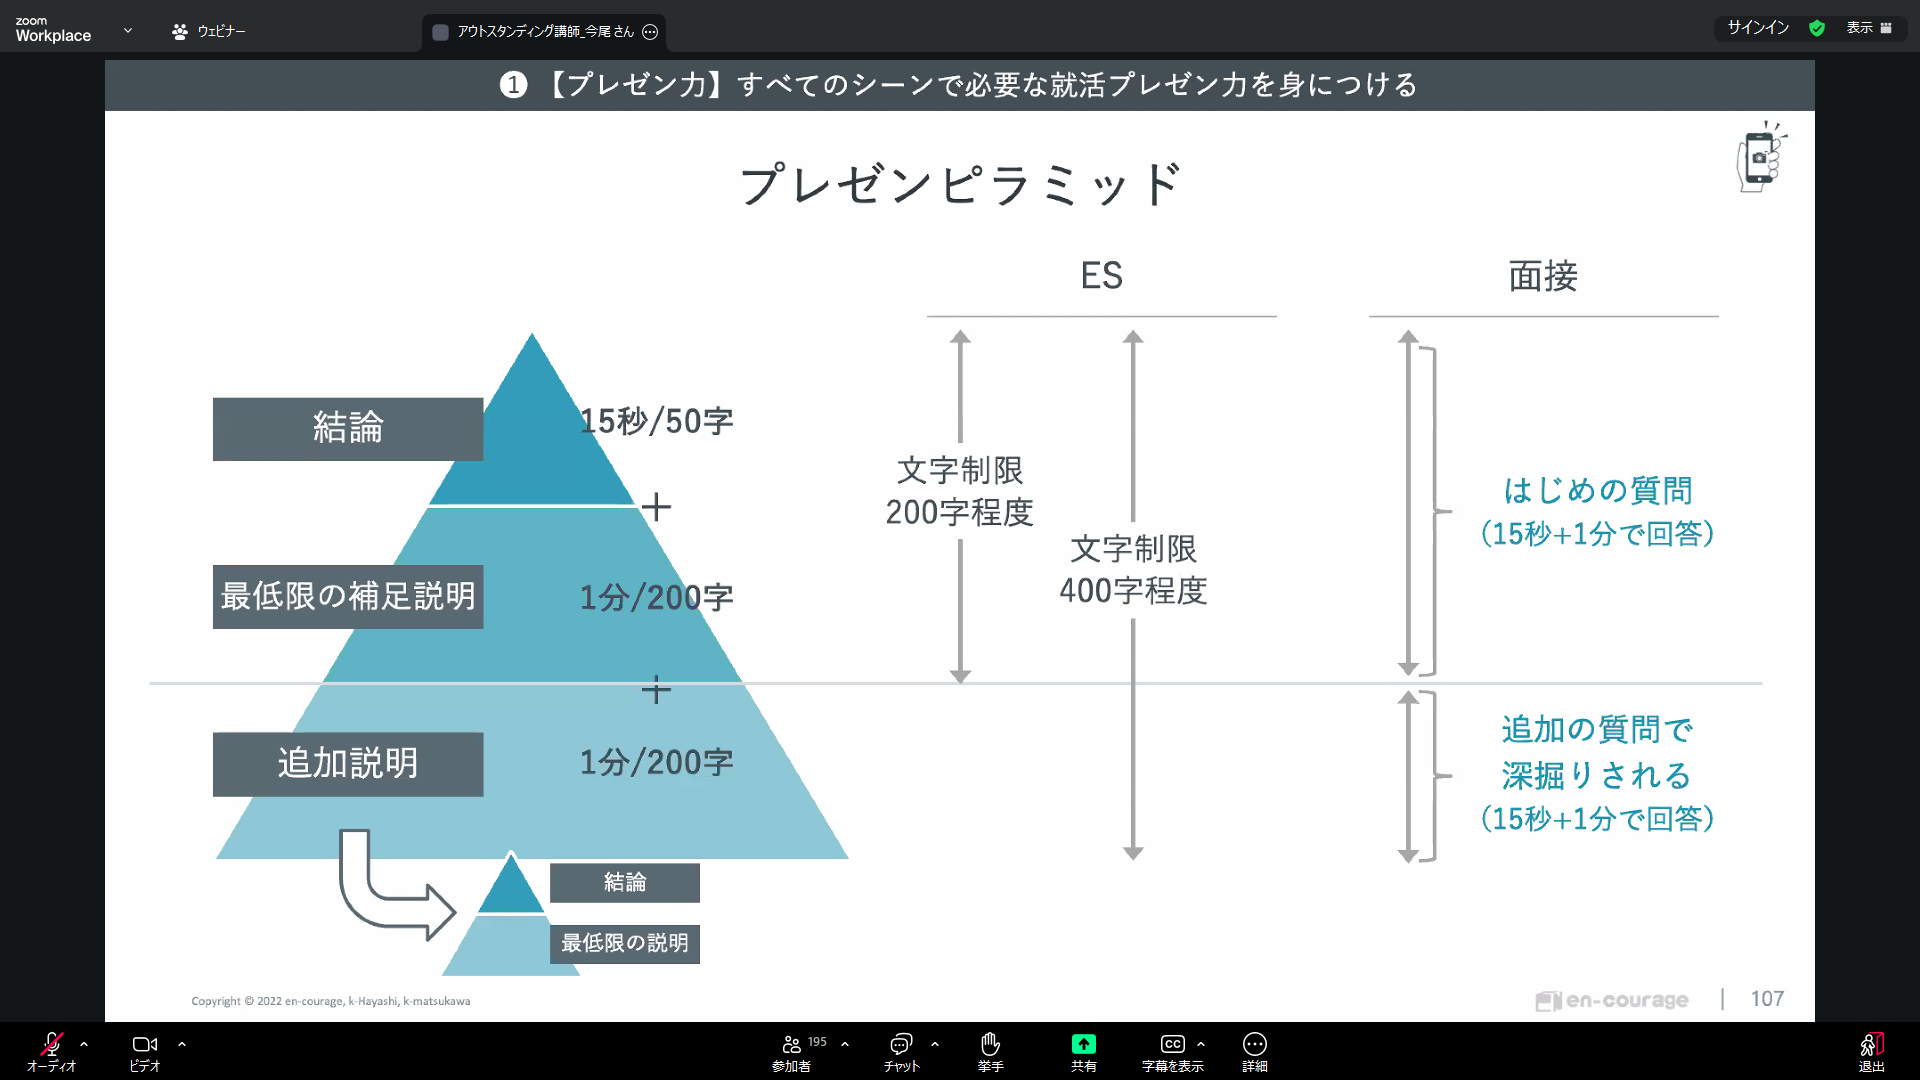 zoom
Workplace
ウェビナー
アウトスタンディング講師_今尾 さん
サインイン
表示
❶ 【プレゼン力】すべてのシーンで必要な就活プレゼン力を身につける
プレゼンピラミッド
ES
面接
結論
15秒/50字
+
最低限の補足説明
1分/200字
+
追加説明
1分/200字
文字制限
200字程度
文字制限
400字程度
はじめの質問
（15秒+1分で回答）
追加の質問で
深掘りされる
（15秒+1分で回答）
結論
最低限の説明
Copyright © 2022 en-courage, k-Hayashi, k-matsukawa
en-courage | 107
オーディオ
ビデオ
195
参加者
チャット
挙手
共有
CC
字幕を表示
詳細
退出